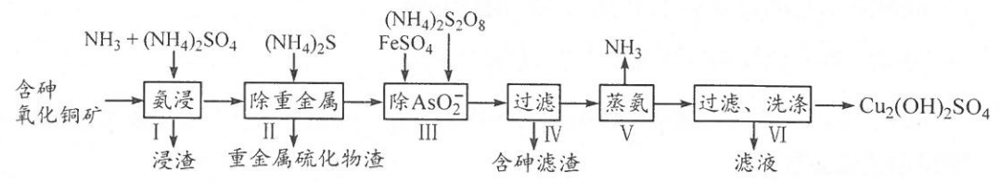 (NH₄)₂S₂O₈
NH₃ + (NH₄)₂SO₄ (NH₄)₂S FeSO₄ NH₃
含砷
氧化铜矿
氨浸 除重金属 除AsO₂⁻ 过滤 蒸氨 过滤、洗涤 Cu₂(OH)₂SO₄
Ⅰ Ⅱ Ⅲ Ⅳ Ⅴ Ⅵ
浸渣 重金属硫化物渣 含砷滤渣 滤液